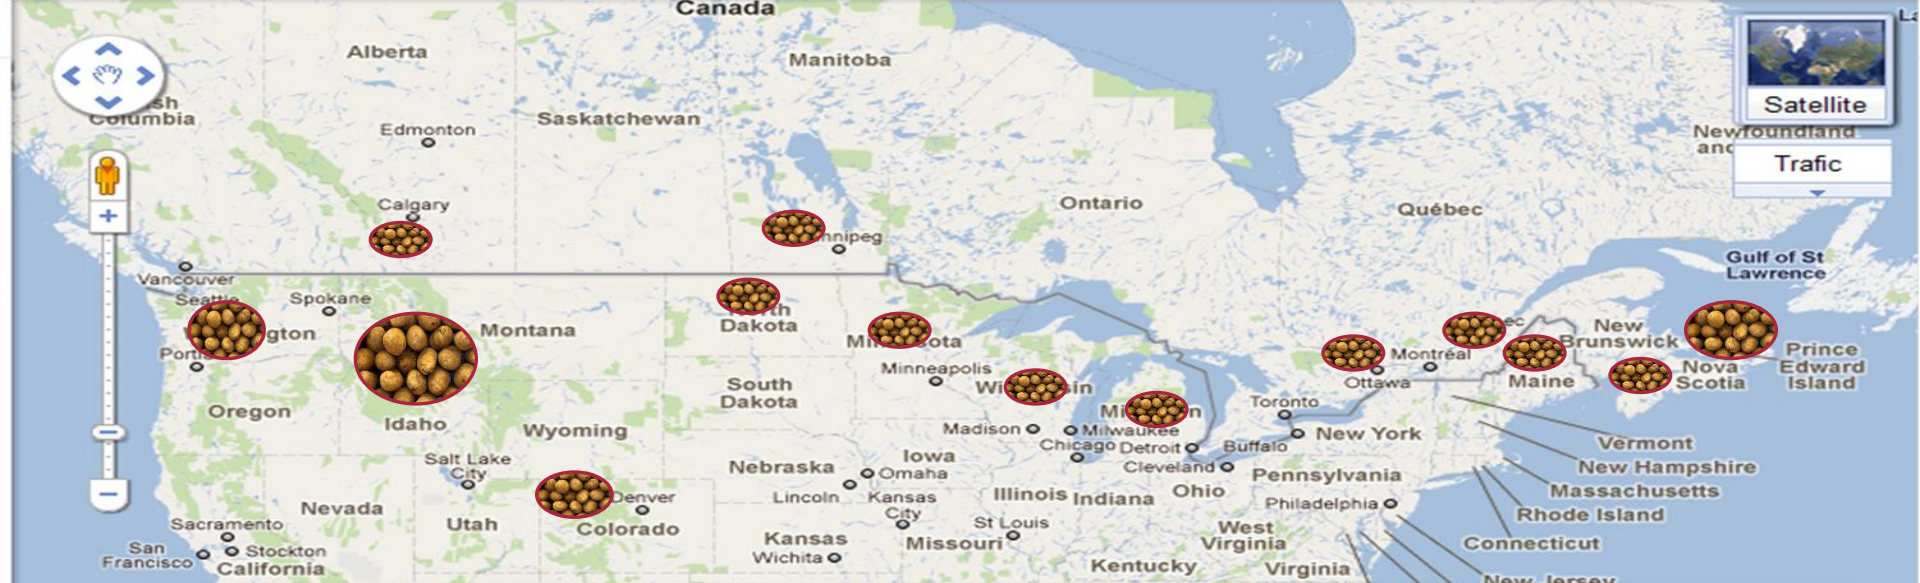 Canada
Alberta
Manitoba
Columbia
Saskatchewan
Edmonton
Satellite
Newfoundland
Trafic
Calgary
Ontario
Québec
Vancouver
Seattle
Spokane
Montana
Dakota
Gulf of St
Lawrence
New
Brunswick
Prince
Edward
Island
Nova
Scotia
Montréal
Ottawa
Maine
Minneapolis
South
Dakota
Oregon
Idaho
Wyoming
Toronto
Madison
Milwaukee
Chicago
Detroit
Buffalo
New York
Cleveland
Vermont
New Hampshire
Massachusetts
Rhode Island
Connecticut
New Jersey
Salt Lake
City
Nebraska
Iowa
Omaha
Lincoln
Kansas
City
Illinois
Indiana
Ohio
Pennsylvania
Philadelphia
Nevada
Utah
Denver
Colorado
Sacramento
San
Francisco
Stockton
California
Kansas
Wichita
Missouri
St Louis
West
Virginia
Kentucky
Virginia